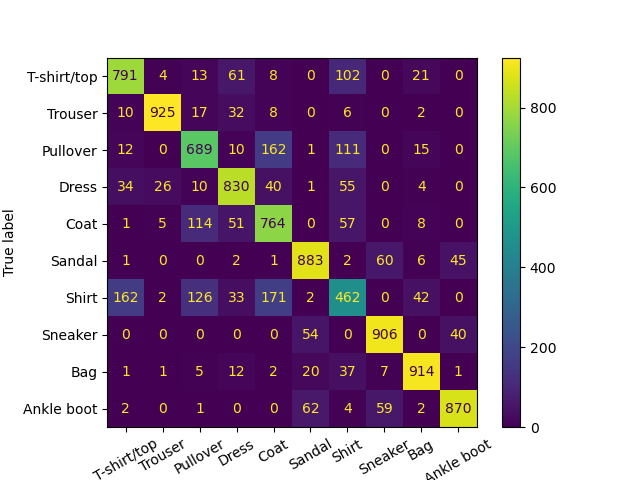 T-shirt/top 791 4 13 61 8 0 102 0 21 0
Trouser 10 925 17 32 8 0 6 0 2 0
Pullover 12 0 689 10 162 1 111 0 15 0
Dress 34 26 10 830 40 1 55 0 4 0
Coat 1 5 114 51 764 0 57 0 8 0
Sandal 1 0 0 2 1 883 2 60 6 45
Shirt 162 2 126 33 171 2 462 0 42 0
Sneaker 0 0 0 0 0 54 0 906 0 40
Bag 1 1 5 12 2 20 37 7 914 1
Ankle boot 2 0 1 0 0 62 4 59 2 870
T-shirt/top Trouser Pullover Dress Coat Sandal Shirt Sneaker Bag Ankle boot
True label
800
600
400
200
0